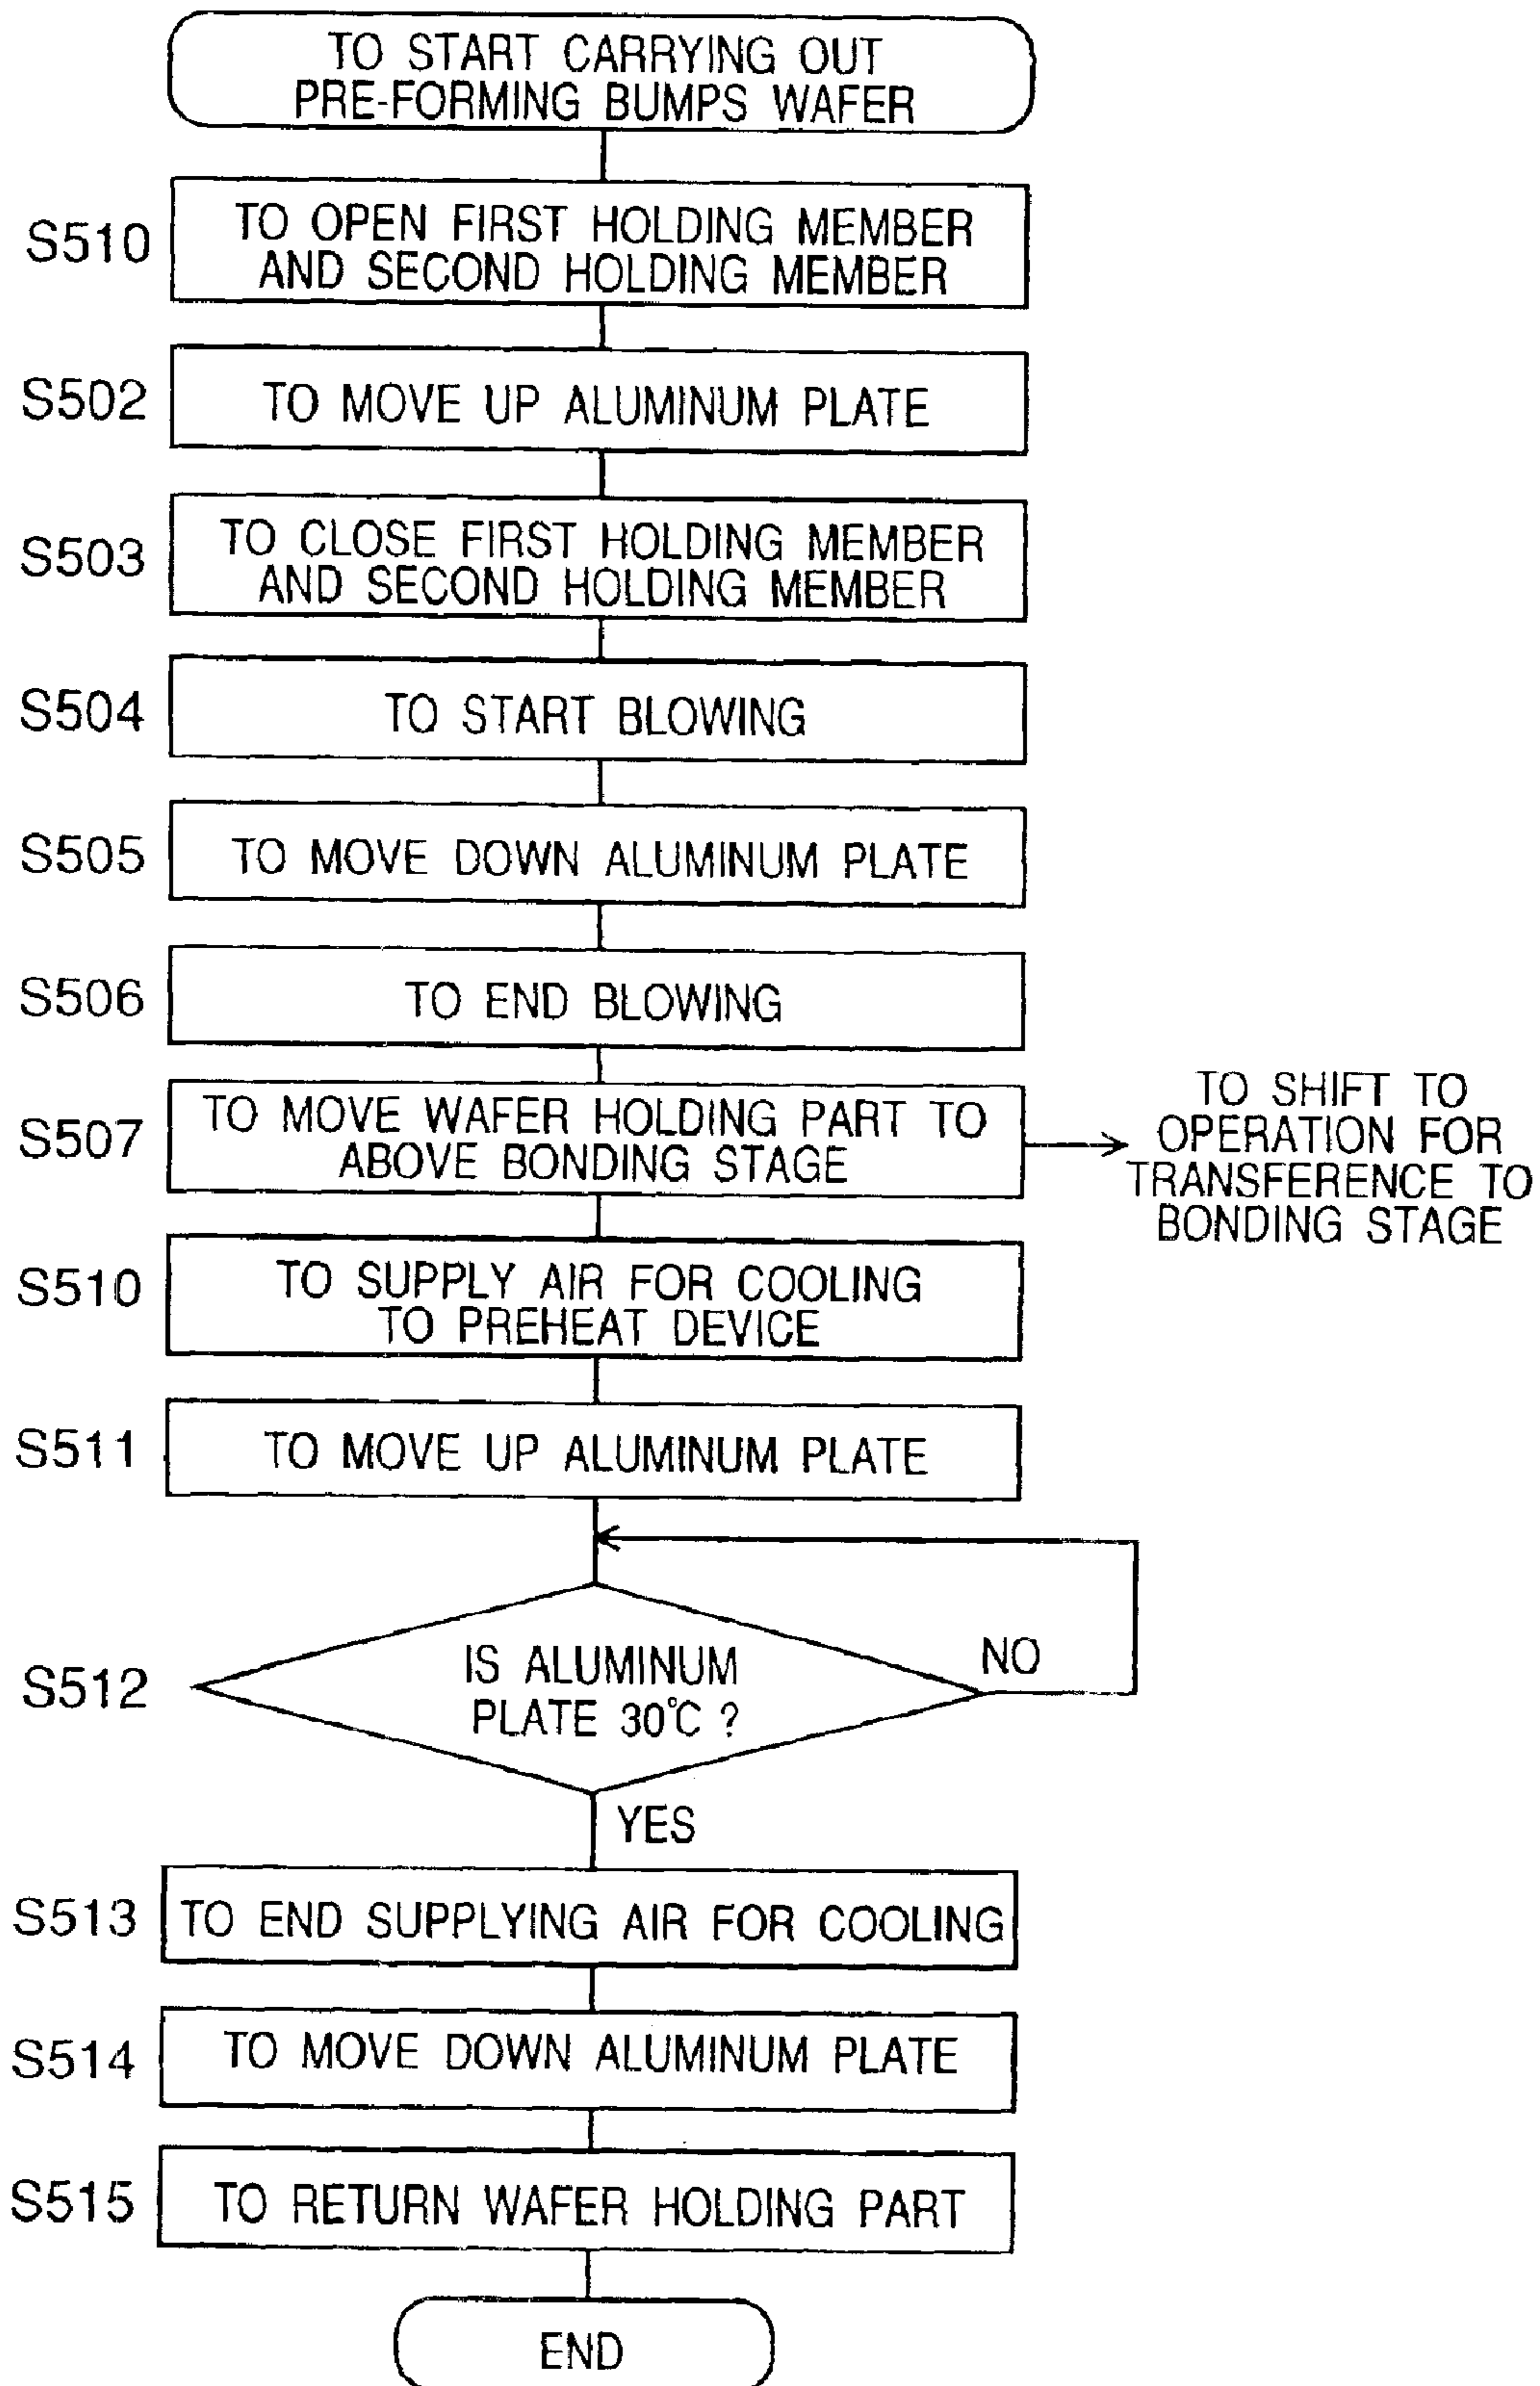 TO START CARRYING OUT
PRE-FORMING BUMPS WAFER
S510
TO OPEN FIRST HOLDING MEMBER
AND SECOND HOLDING MEMBER
S502
TO MOVE UP ALUMINUM PLATE
S503
TO CLOSE FIRST HOLDING MEMBER
AND SECOND HOLDING MEMBER
S504
TO START BLOWING
S505
TO MOVE DOWN ALUMINUM PLATE
S506
TO END BLOWING
S507
TO MOVE WAFER HOLDING PART TO
ABOVE BONDING STAGE
TO SHIFT TO
OPERATION FOR
TRANSFERENCE TO
BONDING STAGE
S510
TO SUPPLY AIR FOR COOLING
TO PREHEAT DEVICE
S511
TO MOVE UP ALUMINUM PLATE
S512
IS ALUMINUM
PLATE 30℃ ?
NO
YES
S513
TO END SUPPLYING AIR FOR COOLING
S514
TO MOVE DOWN ALUMINUM PLATE
S515
TO RETURN WAFER HOLDING PART
END